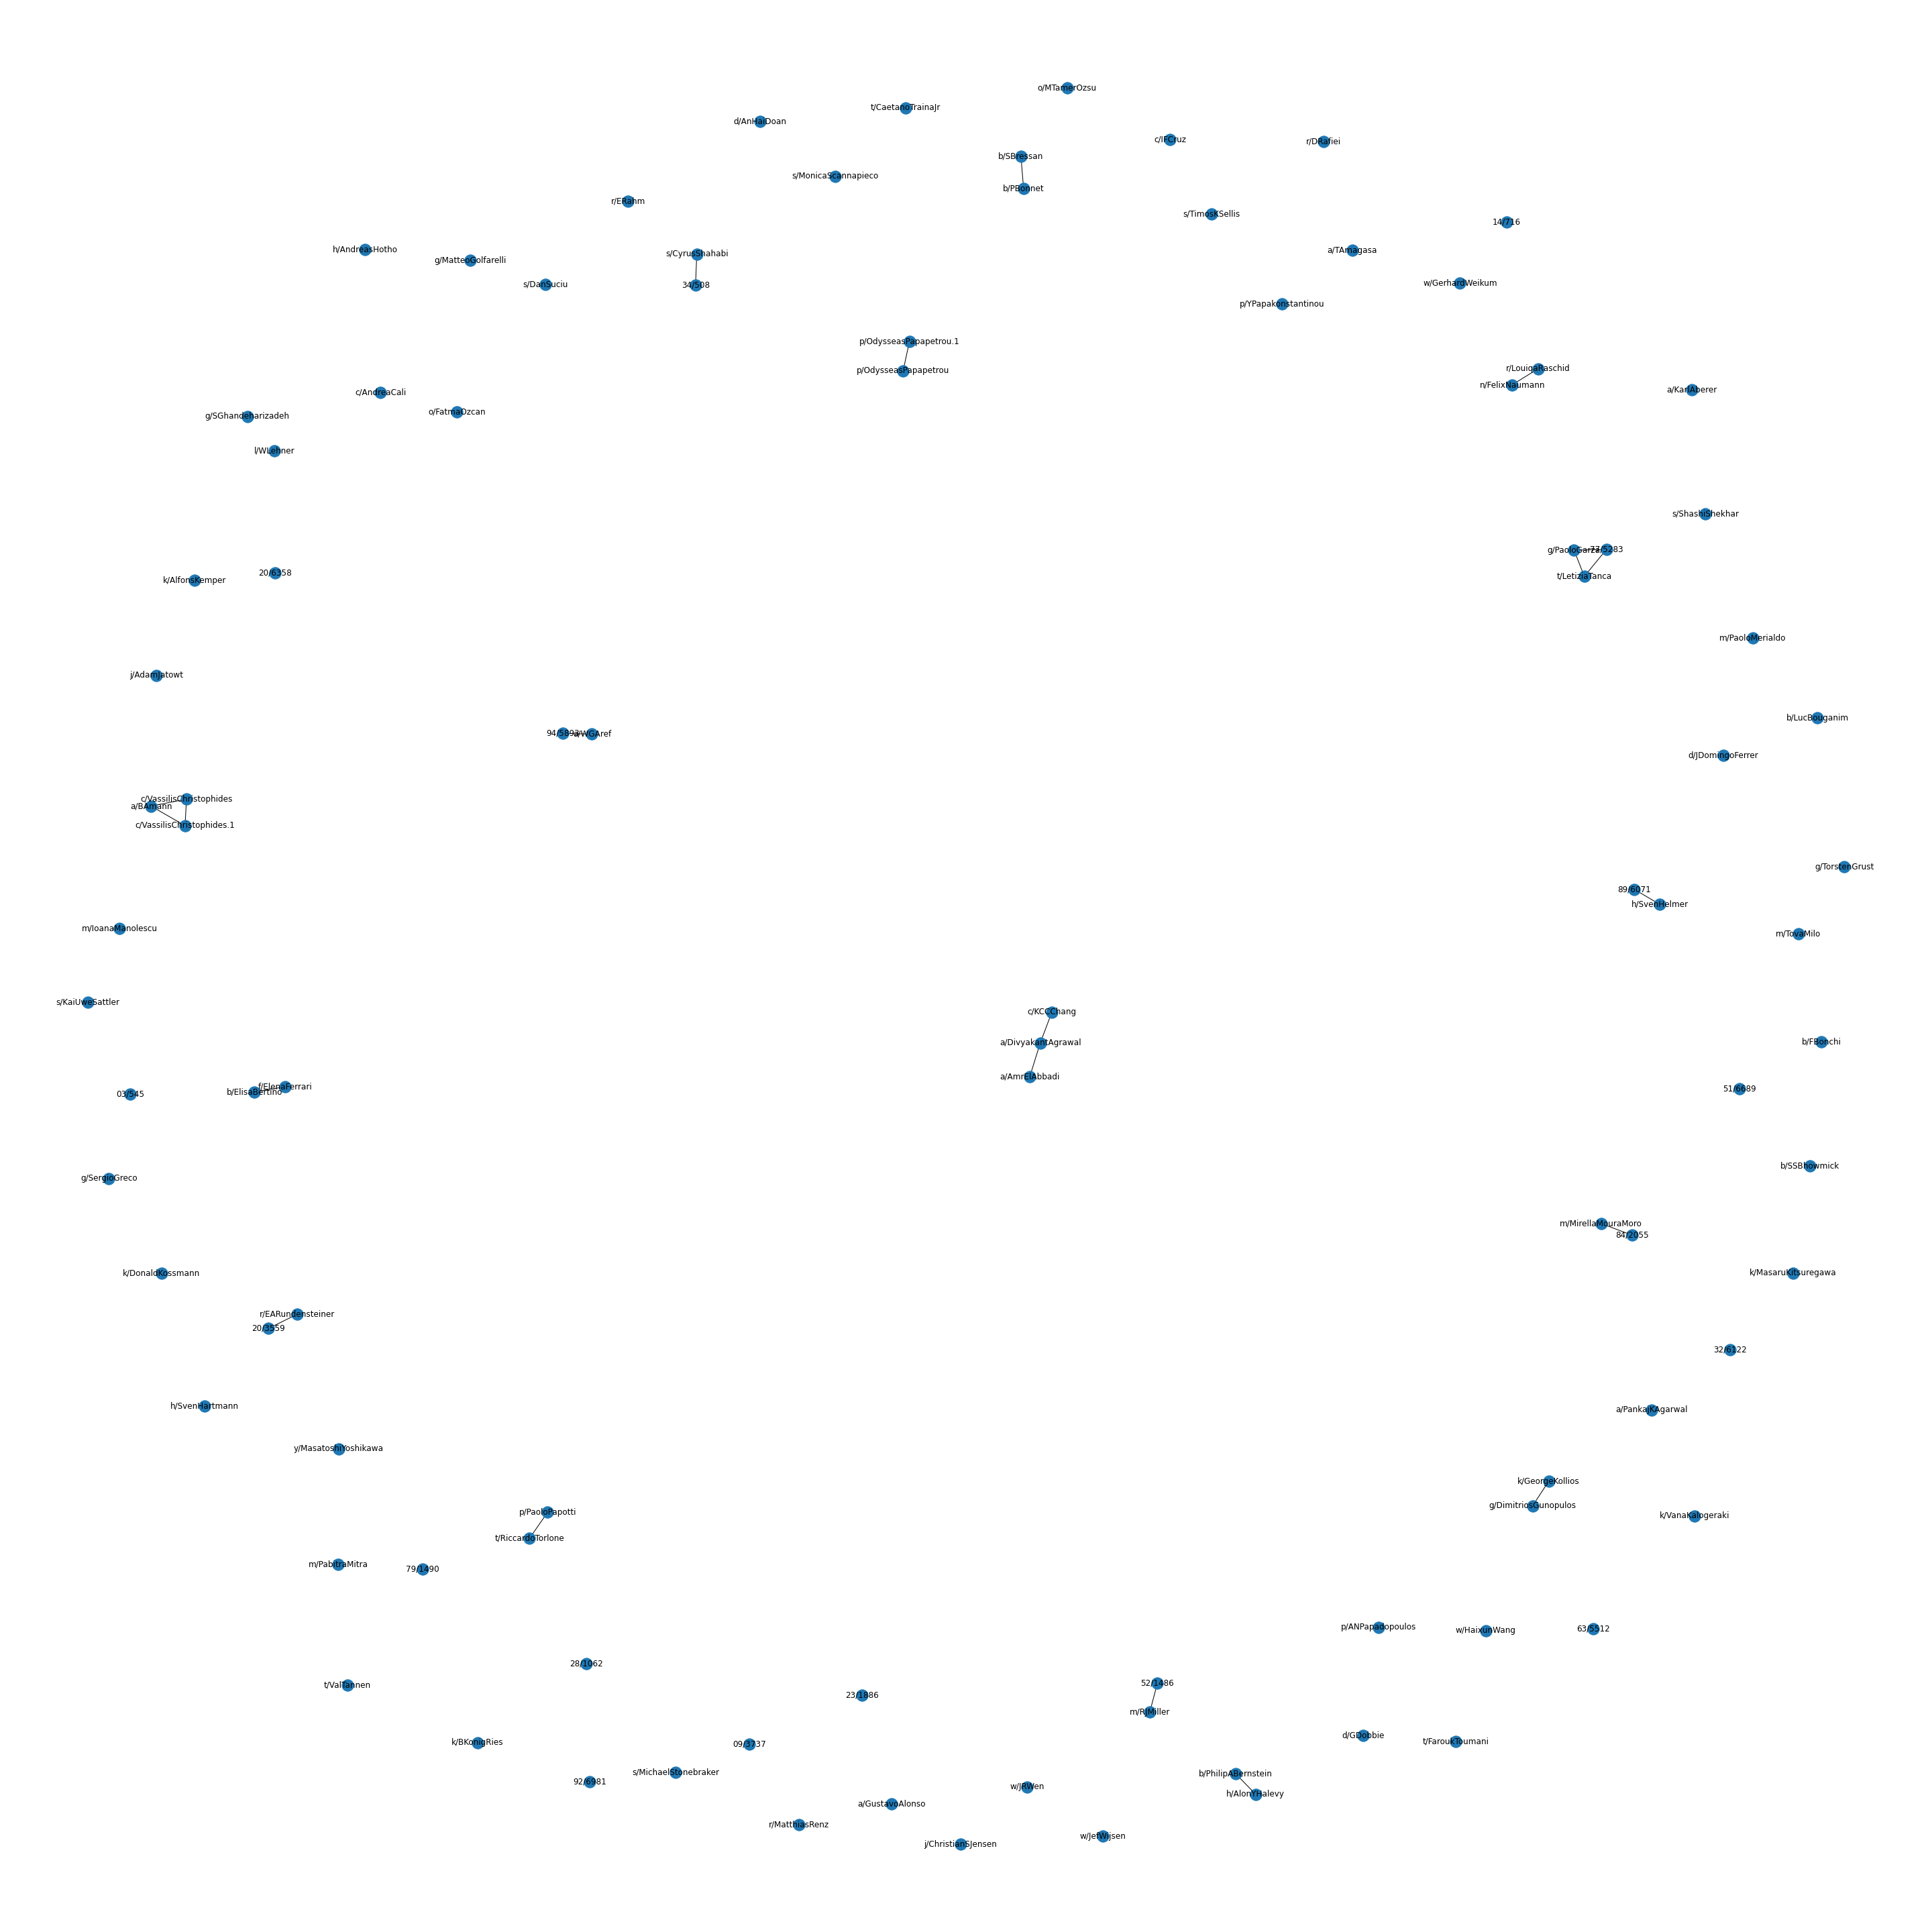 o/MTamerOzsu
t/CaetanoTrainaJr
d/AnHaiDoan
c/IFCruz
r/DRafiei
b/SBressan
s/MonicaScannapieco
b/PBonnet
r/ERahm
s/TimosKSellis
14/716
h/AndreasHotho
a/TAmagasa
s/CyrusShahabi
g/MatteoGolfarelli
s/DanSuciu
34/508
w/GerhardWeikum
p/YPapakonstantinou
p/OdysseasPapapetrou.1
r/LouiqaRaschid
p/OdysseasPapapetrou
n/FelixNaumann
a/KarlAberer
c/AndreaCali
o/FatmaOzcan
g/SGhandeharizadeh
l/WLehner
s/ShashiShekhar
g/PaoloGarza
77/5283
20/6358
t/LetiziaTanca
k/AlfonsKemper
m/PaoloMerialdo
j/AdamJatowt
b/LucBouganim
94/5893
a/WGAref
d/JDomingoFerrer
c/VassilisChristophides
a/BAmann
c/VassilisChristophides.1
g/TorstenGrust
89/6071
h/SvenHelmer
m/IoanaManolescu
m/TovaMilo
s/KaiUweSattler
c/KCCChang
a/DivyakantAgrawal
b/FBonchi
a/AmrElAbbadi
f/ElenaFerrari
51/6689
b/ElisaBertino
03/545
b/SSBhowmick
g/SergioGreco
m/MirellaMouraMoro
84/2055
k/DonaldKossmann
k/MasaruKitsuregawa
r/EARundensteiner
20/3559
32/6122
h/SvenHartmann
a/PankajKAgarwal
y/MasatoshiYoshikawa
k/GeorgeKollios
g/DimitriosGunopulos
p/PaoloPapotti
k/VanaKalogeraki
t/RiccardoTorlone
m/PabitraMitra
79/1490
p/ANPapadopoulos
w/HaixunWang
63/5512
28/1062
52/1486
t/ValTannen
23/1886
m/RJMiller
d/GDobbie
t/FaroukToumani
k/BKonigRies
09/3737
s/MichaelStonebraker
b/PhilipABernstein
92/6981
w/JRWen
h/AlonYHalevy
a/GustavoAlonso
r/MatthiasRenz
w/JefWijsen
j/ChristianSJensen